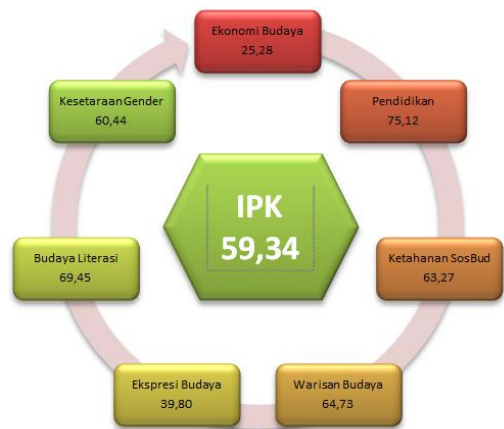 Ekonomi Budaya
25,28
Pendidikan
75,12
Ketahanan SosBud
63,27
Warisan Budaya
64,73
Ekspresi Budaya
39,80
Budaya Literasi
69,45
Kesetaraan Gender
60,44
IPK
59,34